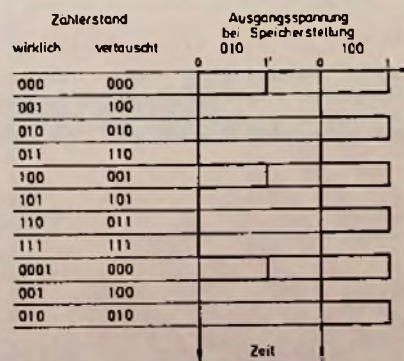 Zählerstand Ausgangsspannung
bei Speicherstellung
wirklich vertauscht 010 100
0 1' 0 1
000 000
001 100
010 010
011 110
100 001
101 101
110 011
111 111
0001 000
001 100
010 010
Zeit